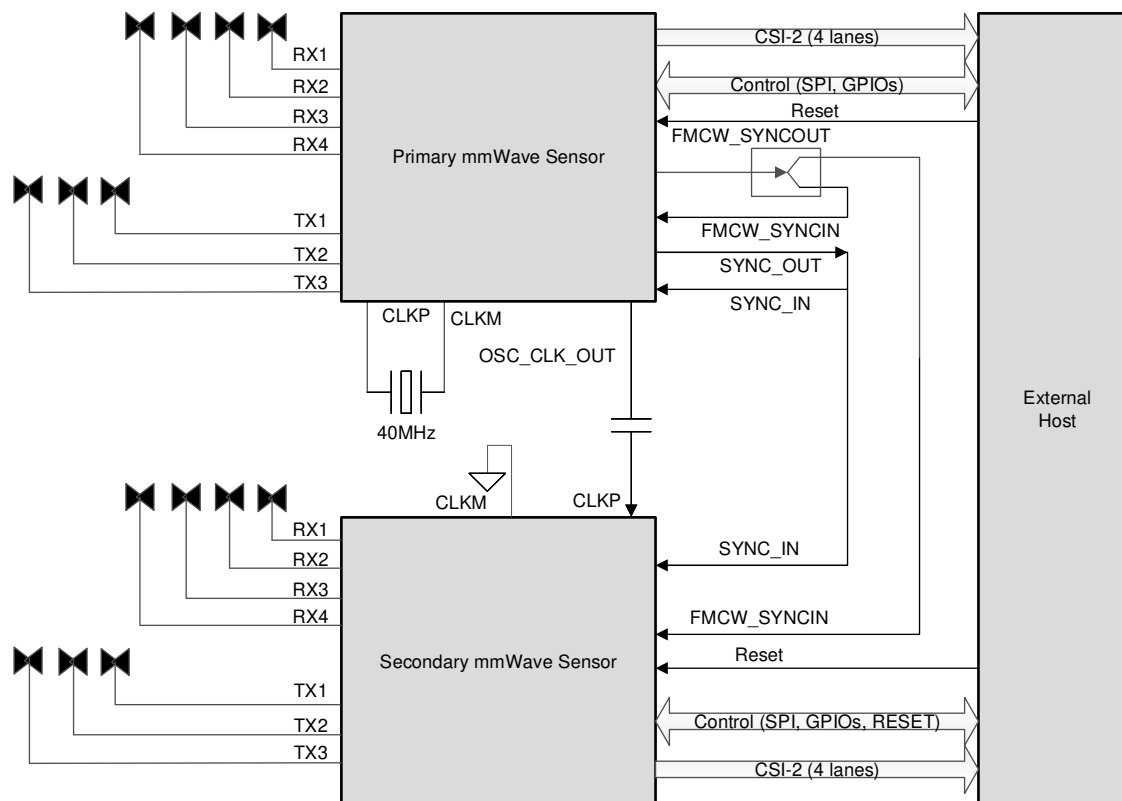 CSI-2 (4 lanes)
RX1
Control (SPI, GPIOs)
RX2
Reset
RX3
FMCW_SYNCOUT
RX4
Primary mmWave Sensor
TX1
FMCW_SYNCIN
TX2
SYNC_OUT
TX3
SYNC_IN
CLKP
CLKM
OSC_CLK_OUT
External
Host
40MHz
CLKM
CLKP
RX1
SYNC_IN
RX2
RX3
RX4
FMCW_SYNCIN
Secondary mmWave Sensor
Reset
TX1
TX2
Control (SPI, GPIOs, RESET)
TX3
CSI-2 (4 lanes)